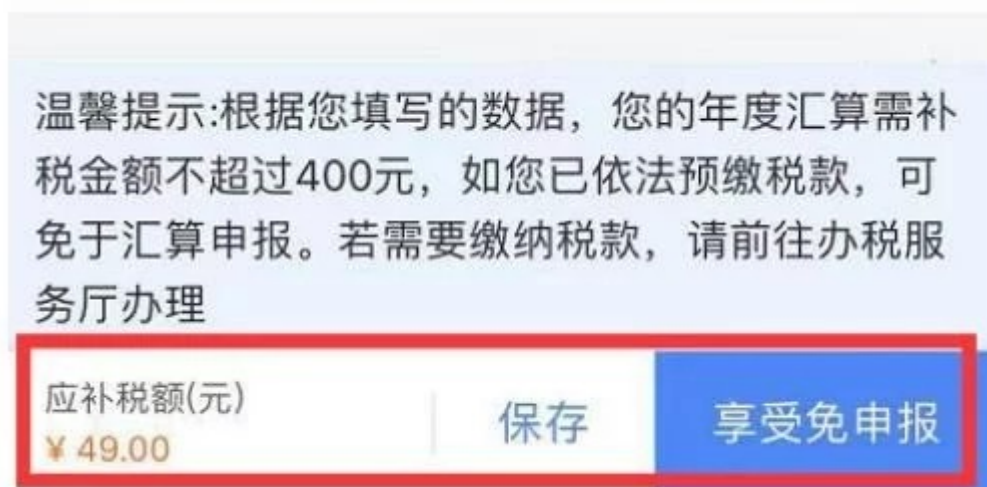 温馨提示:根据您填写的数据，您的年度汇算需补
税金额不超过400元，如您已依法预缴税款，可
免于汇算申报。若需要缴纳税款，请前往办税服
务厅办理
应补税额(元)
¥ 49.00
保存
享受免申报